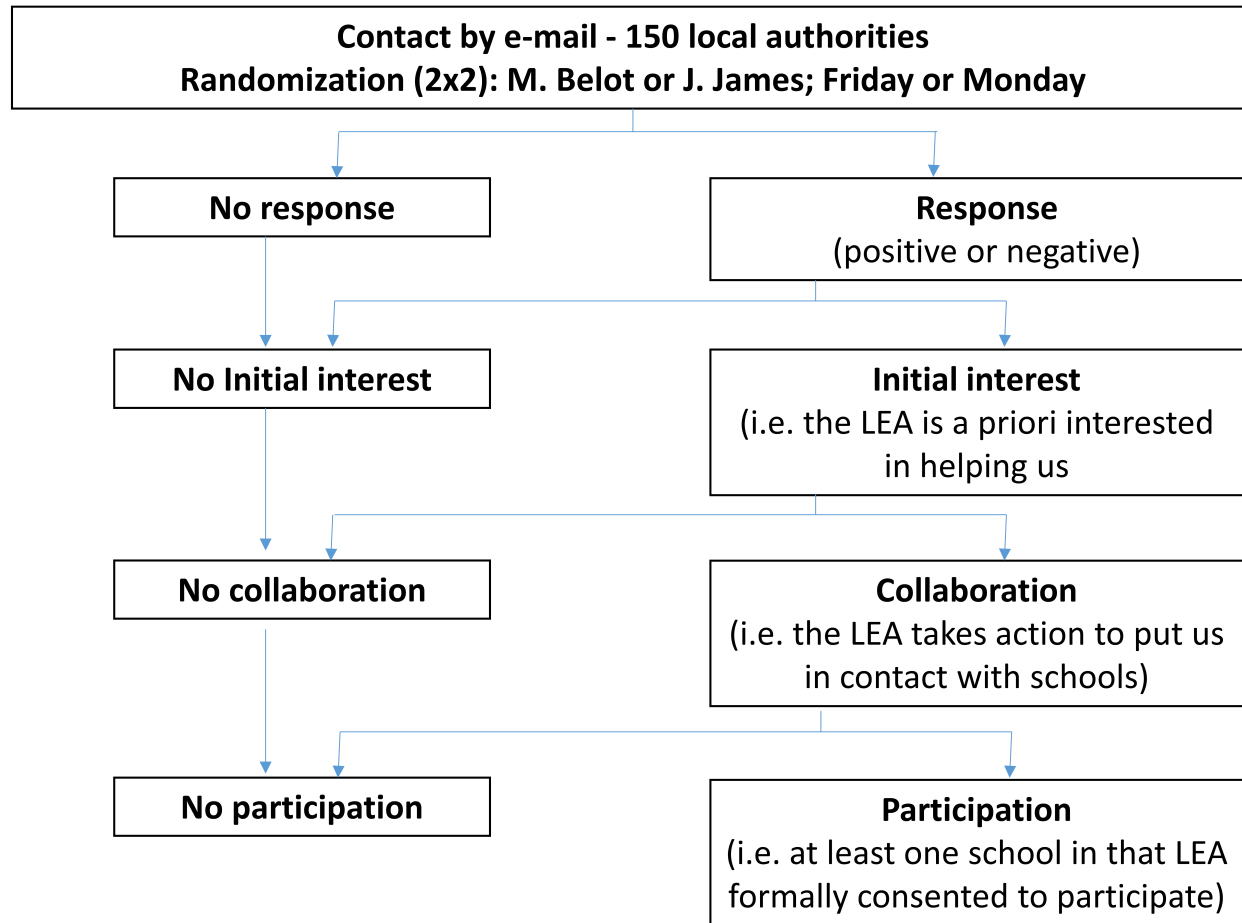 Contact by e-mail - 150 local authorities
Randomization (2x2): M. Belot or J. James; Friday or Monday
No response
Response
(positive or negative)
No Initial interest
Initial interest
(i.e. the LEA is a priori interested
in helping us
No collaboration
Collaboration
(i.e. the LEA takes action to put us
in contact with schools)
No participation
Participation
(i.e. at least one school in that LEA
formally consented to participate)